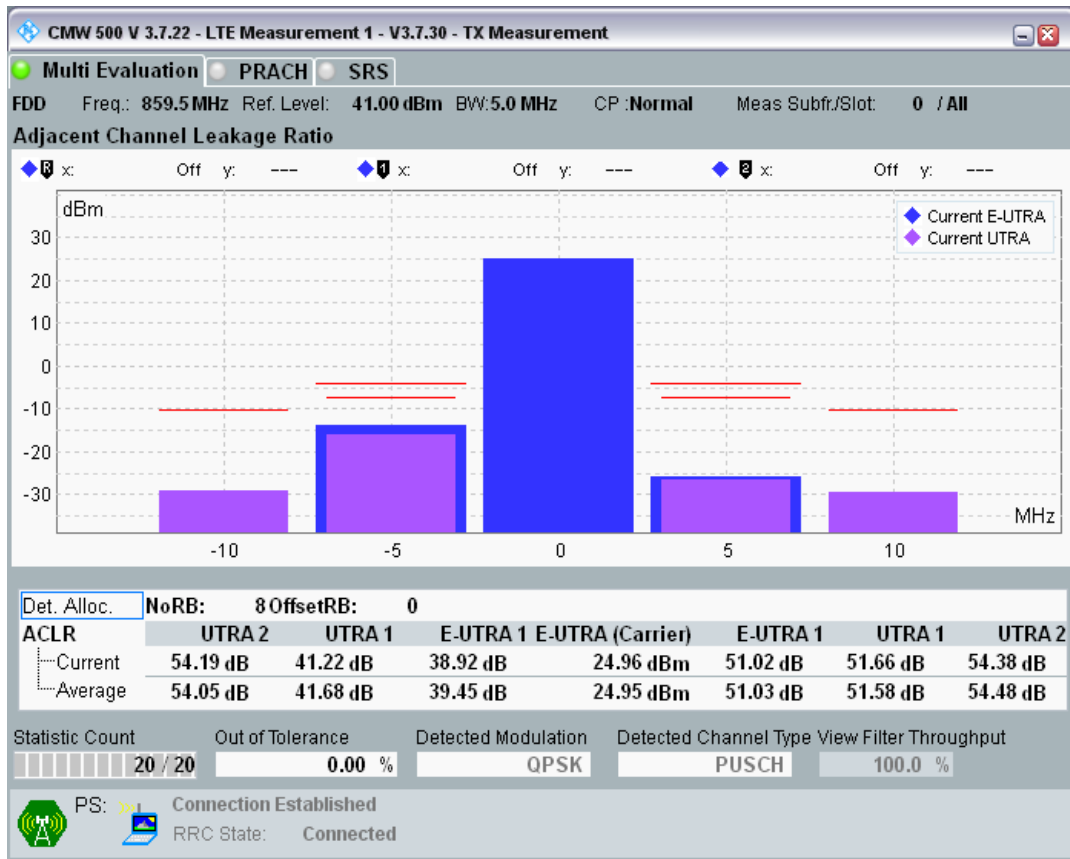 CMW 500 V 3.7.22 - LTE Measurement 1 - V3.7.30 - TX Measurement
Multi Evaluation PRACH SRS
FDD Freq.: 859.5 MHz Ref. Level: 41.00 dBm BW: 5.0 MHz CP :Normal Meas Subfr./Slot: 0 / All
Adjacent Channel Leakage Ratio
R x: Off y: --- 1 x: Off y: --- 2 x: Off y: ---
dBm
Current E-UTRA
Current UTRA
30
20
10
0
-10
-20
-30
MHz
-10 -5 0 5 10
Det. Alloc. NoRB: 8 OffsetRB: 0
ACLR UTRA 2 UTRA 1 E-UTRA 1 E-UTRA (Carrier) E-UTRA 1 UTRA 1 UTRA 2
Current 54.19 dB 41.22 dB 38.92 dB 24.96 dBm 51.02 dB 51.66 dB 54.38 dB
Average 54.05 dB 41.68 dB 39.45 dB 24.95 dBm 51.03 dB 51.58 dB 54.48 dB
Statistic Count Out of Tolerance Detected Modulation Detected Channel Type View Filter Throughput
20 / 20 0.00 % QPSK PUSCH 100.0 %
PS: Connection Established
RRC State: Connected